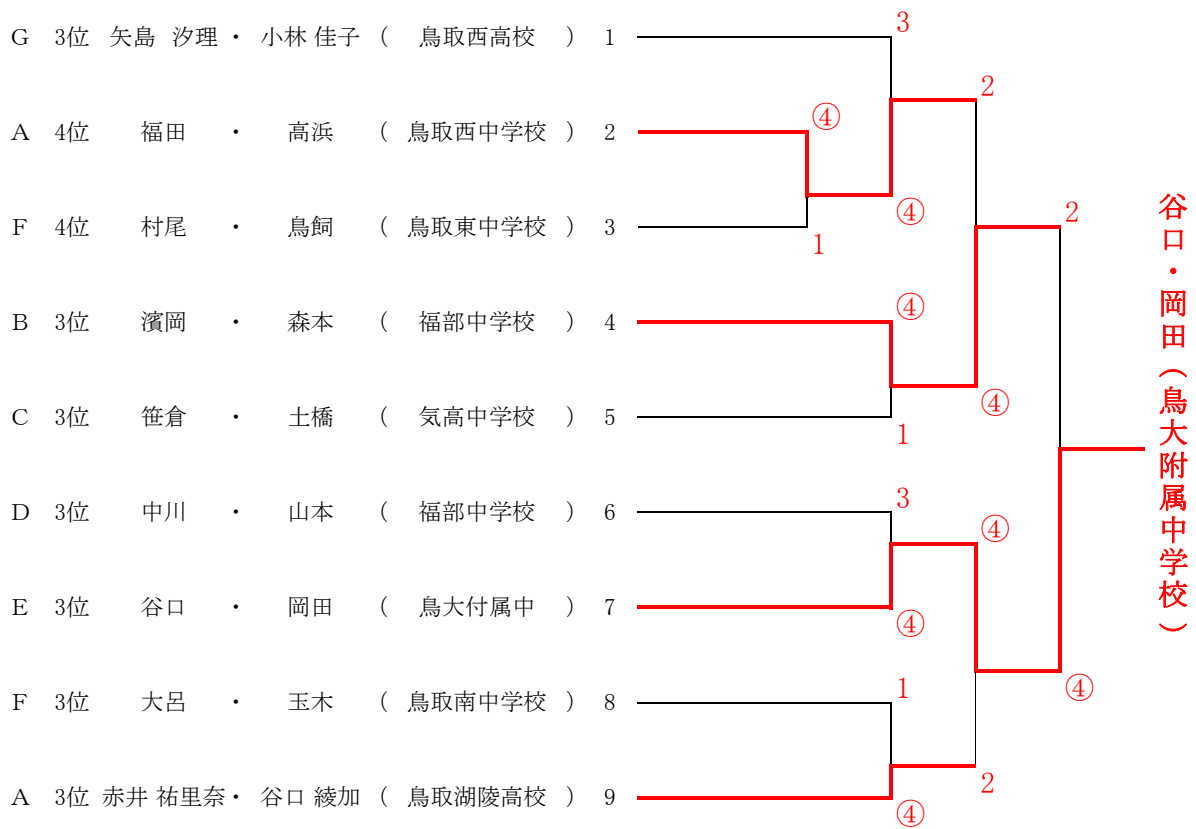 G 3位 矢島 汐理・ 小林 佳子 ( 鳥取西高校 ) 1
3
2
A 4位 福田 ・ 高浜 ( 鳥取西中学校 ) 2
④
④
F 4位 村尾 ・ 鳥飼 ( 鳥取東中学校 ) 3
1
2
B 3位 濱岡 ・ 森本 ( 福部中学校 ) 4
④
④
C 3位 笹倉 ・ 土橋 ( 気高中学校 ) 5
1
D 3位 中川 ・ 山本 ( 福部中学校 ) 6
3
④
E 3位 谷口 ・ 岡田 ( 鳥大付属中 ) 7
④
F 3位 大呂 ・ 玉木 ( 鳥取南中学校 ) 8
1
④
A 3位 赤井 祐里奈・ 谷口 綾加 ( 鳥取湖陵高校 ) 9
2
④
谷口・岡田(鳥大附属中学校)